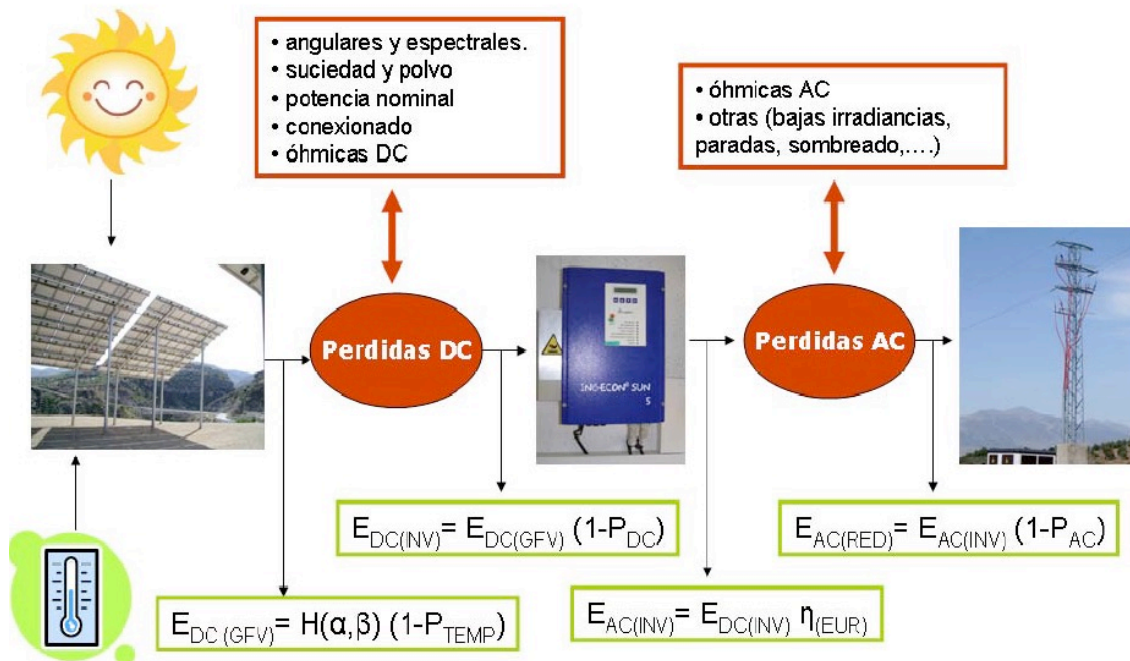 • angulares y espectrales.
• suciedad y polvo
• potencia nominal
• conexionado
• óhmicas DC
• óhmicas AC
• otras (bajas irradiancias,
paradas, sombreado,....)
Perdidas DC
Perdidas AC
INGECON® SUN
5
E_DC(INV)= E_DC(GFV) (1-P_DC)
E_AC(RED)= E_AC(INV) (1-P_AC)
E_DC (GFV)= H(α,β) (1-P_TEMP)
E_AC(INV)= E_DC(INV) η_(EUR)